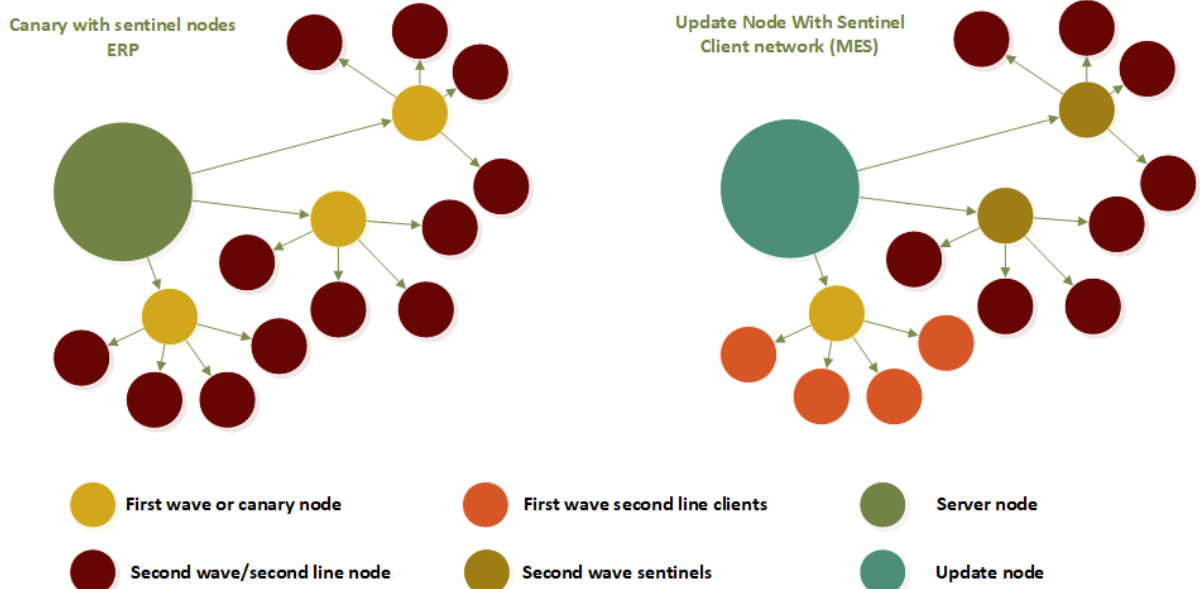 Canary with sentinel nodes
ERP
Update Node With Sentinel
Client network (MES)
First wave or canary node
First wave second line clients
Server node
Second wave/second line node
Second wave sentinels
Update node